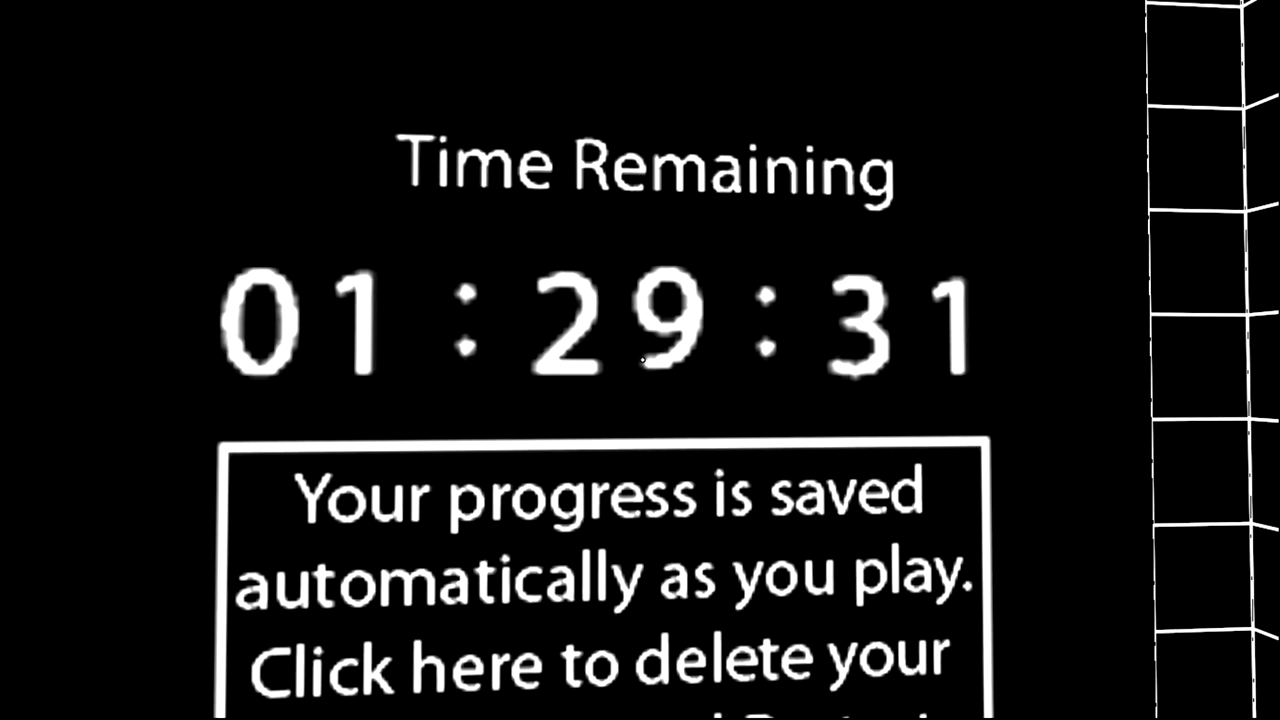 Time Remaining
01 : 29 : 31
Your progress is saved
automatically as you play.
Click here to delete your